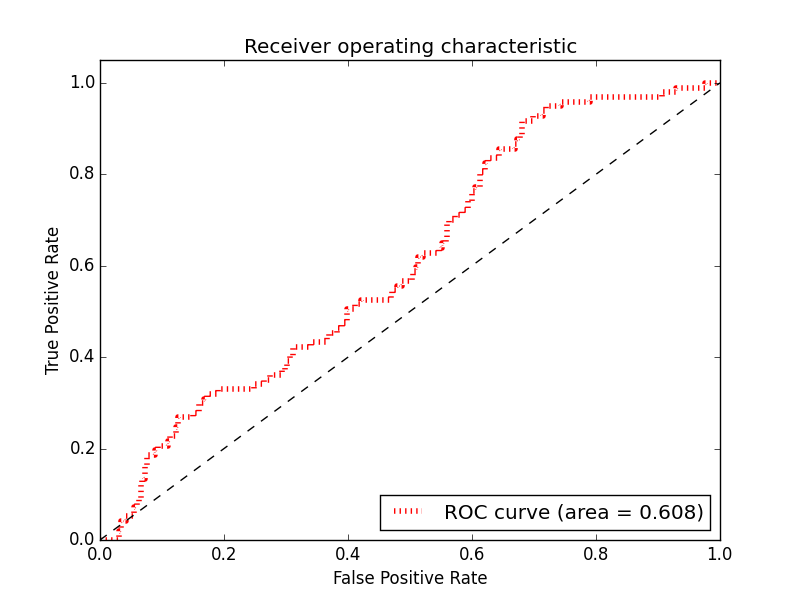 Receiver operating characteristic
1.0
0.8
0.6
0.4
0.2
0.0
True Positive Rate
ROC curve (area = 0.608)
0.0 0.2 0.4 0.6 0.8 1.0
False Positive Rate